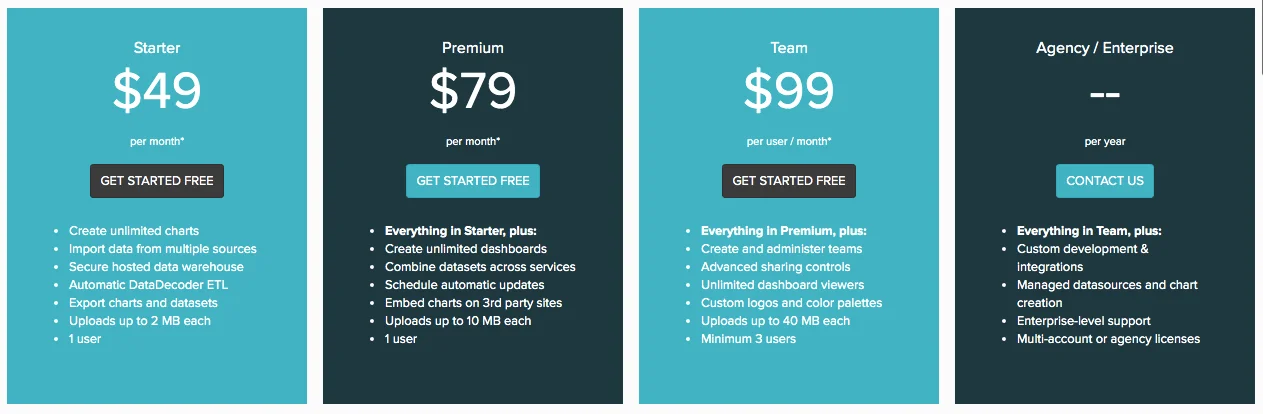 Starter
$49
per month*
GET STARTED FREE
• Create unlimited charts
• Import data from multiple sources
• Secure hosted data warehouse
• Automatic DataDecoder ETL
• Export charts and datasets
• Uploads up to 2 MB each
• 1 user
Premium
$79
per month*
GET STARTED FREE
• Everything in Starter, plus:
• Create unlimited dashboards
• Combine datasets across services
• Schedule automatic updates
• Embed charts on 3rd party sites
• Uploads up to 10 MB each
• 1 user
Team
$99
per user / month*
GET STARTED FREE
• Everything in Premium, plus:
• Create and administer teams
• Advanced sharing controls
• Unlimited dashboard viewers
• Custom logos and color palettes
• Uploads up to 40 MB each
• Minimum 3 users
Agency / Enterprise
--
per year
CONTACT US
• Everything in Team, plus:
• Custom development &
integrations
• Managed datasources and chart
creation
• Enterprise-level support
• Multi-account or agency licenses